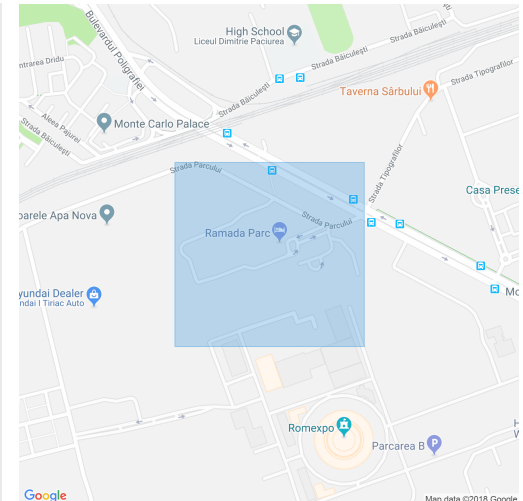 High School
Liceul Dimitrie Paciurea
Bulevardul Poligrafiei
Strada Băiculești
Strada Băiculești
ntrarea Dridu
Strada Tipografilor
Taverna Sârbului
Strada Băiculești
Aleea Pajurei
Monte Carlo Palace
Strada Băiculești
Strada Parcului
Strada Tipografilor
Casa Prese
parele Apa Nova
Strada Parcului
Ramada Parc
yundai Dealer
ndai I Tiriac Auto
Mo
Romexpo
Parcarea B
H
W
Google
Map data ©2018 Google